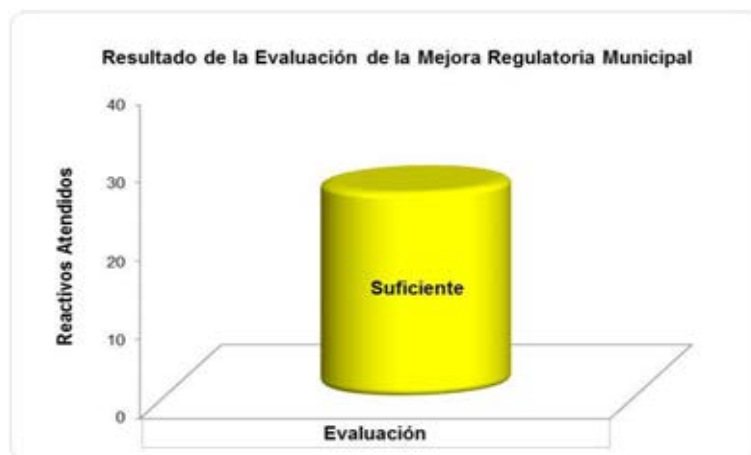 Resultado de la Evaluación de la Mejora Regulatoria Municipal
40
30
20
10
0
Reactivos Atendidos
Suficiente
Evaluación